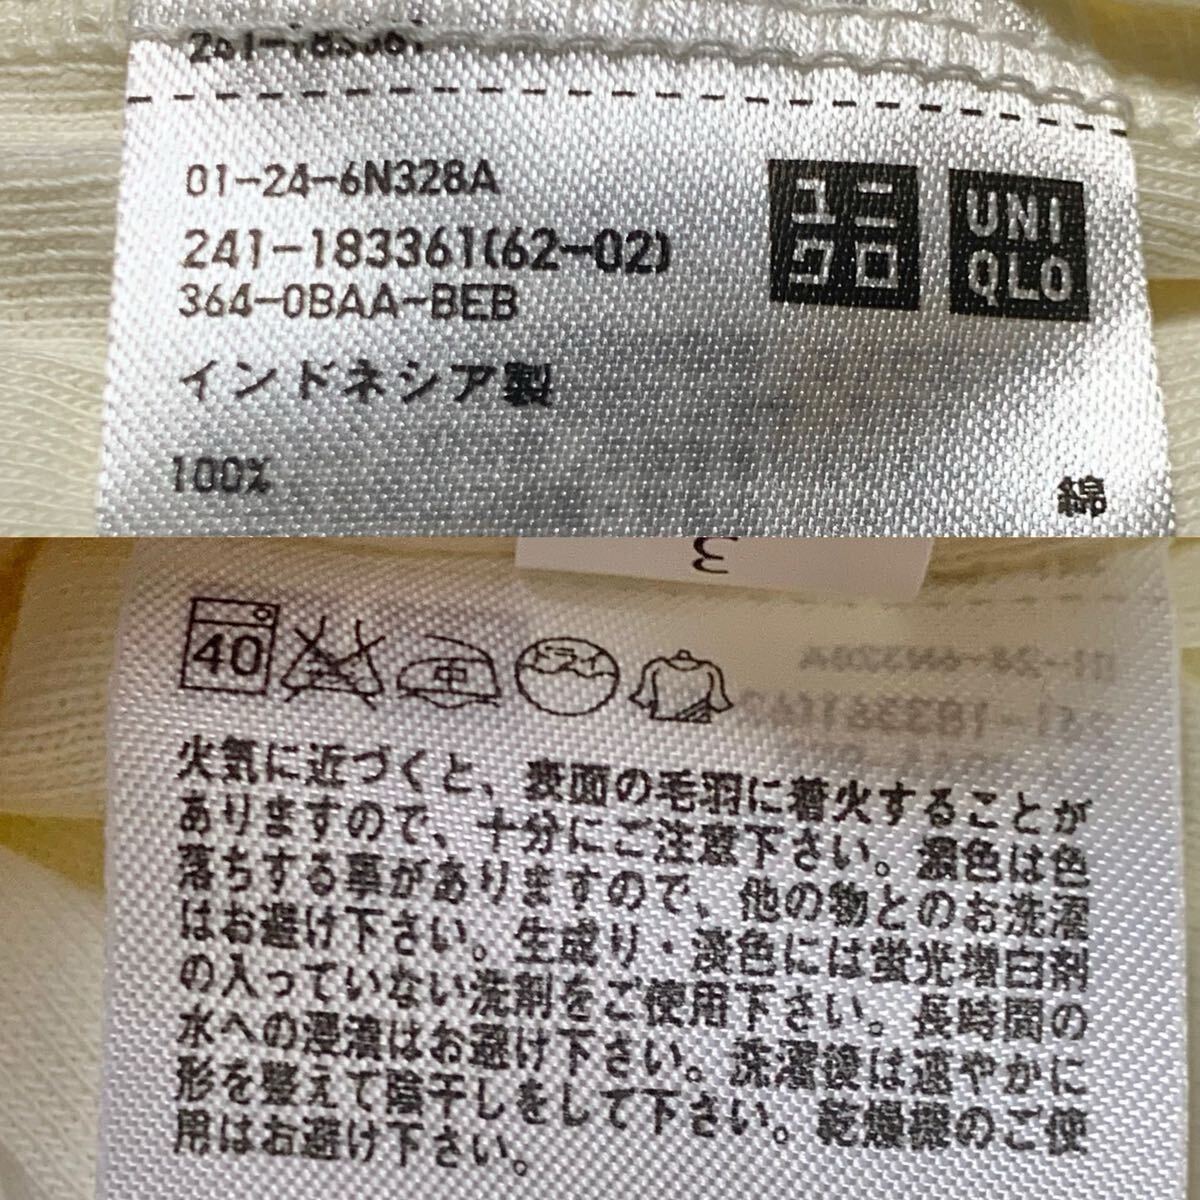 01-24-6N328A
241-183361(62-02)
364-0BAA-BEB
ユニ
クロ
UNI
QLO
インドネシア製
100% 綿
3
40
中
ドライ
火気に近づくと、表面の毛羽に着火することが
ありますので、十分にご注意下さい。濃色は色
落ちする事がありますので、他の物とのお洗濯
はお避け下さい。生成り・淡色には蛍光増白剤
の入っていない洗剤をご使用下さい。長時間の
水への浸漬はお避け下さい。洗濯後は速やかに
形を整えて陰干しをして下さい。乾燥機のご使
用はお避け下さい。